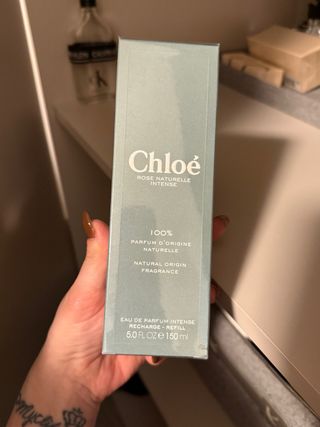 Chloé
ROSE NATURELLE
INTENSE
100%
PARFUM D'ORIGINE
NATURELLE
NATURAL ORIGIN
FRAGRANCE
EAU DE PARFUM INTENSE
RECHARGE - REFILL
5.0 FL OZ e 150 ml